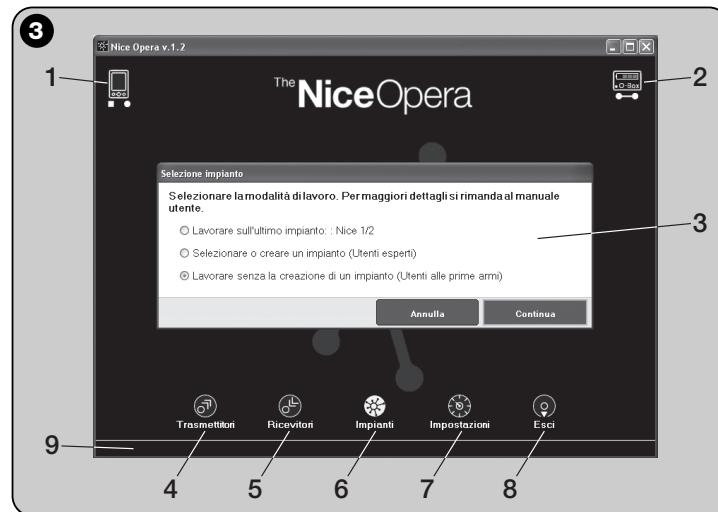 3
Nice Opera v.1.2
1
2
The NiceOpera
O-Box
Selezione impianto
Selezionare la modalità di lavoro. Per maggiori dettagli si rimanda al manuale
utente.
Lavorare sull'ultimo impianto: : Nice 1/2
3
Selezionare o creare un impianto (Utenti esperti)
Lavorare senza la creazione di un impianto (Utenti alle prime armi)
Annulla
Continua
Trasmettitori
Ricevitori
Impianti
Impostazioni
Esci
9
4
5
6
7
8